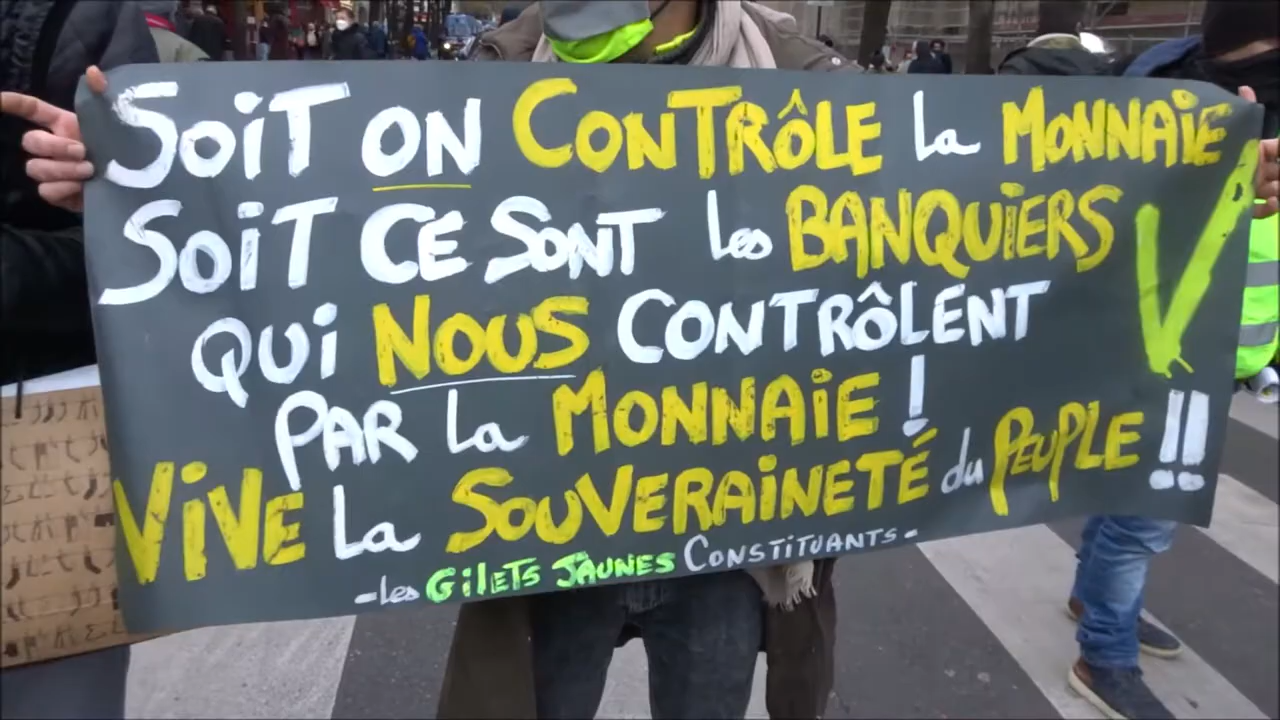 SOiT ON CONTRÔLE la MONNAiE
SOiT CE SONT les BANQUiERS
QUi NOUS CONTRÔLENT
PAR la MONNAiE !
ViVE la SOUVERAiNETÉ du PEUPLE !!
- les GiLETS JAUNES CONSTITUANTS -